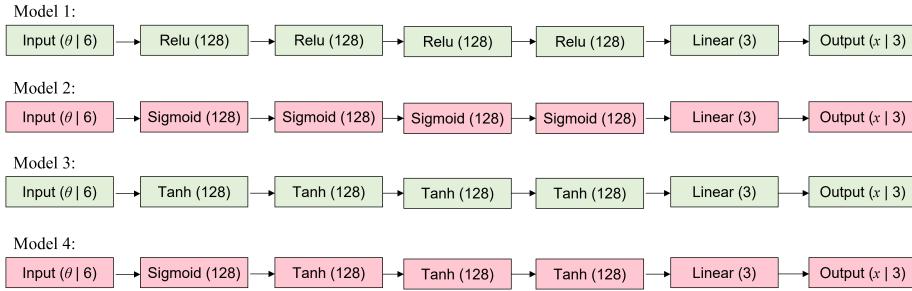 Model 1:
Input (θ | 6) Relu (128) Relu (128) Relu (128) Relu (128) Linear (3) Output (x | 3)
Model 2:
Input (θ | 6) Sigmoid (128) Sigmoid (128) Sigmoid (128) Sigmoid (128) Linear (3) Output (x | 3)
Model 3:
Input (θ | 6) Tanh (128) Tanh (128) Tanh (128) Tanh (128) Linear (3) Output (x | 3)
Model 4:
Input (θ | 6) Sigmoid (128) Tanh (128) Tanh (128) Tanh (128) Linear (3) Output (x | 3)